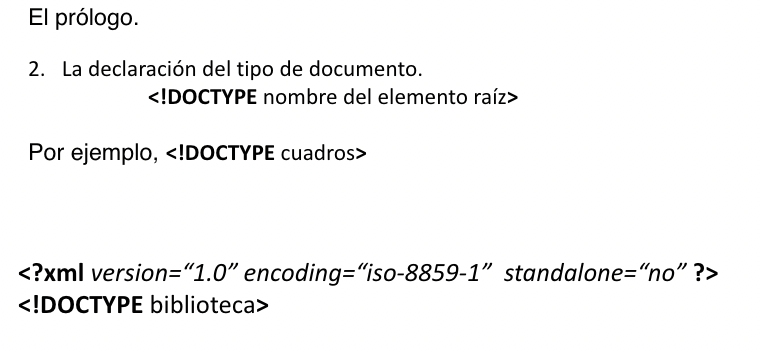 El prólogo.
2. La declaración del tipo de documento.
<!DOCTYPE nombre del elemento raíz>
Por ejemplo, <!DOCTYPE cuadros>
<?xml version=“1.0” encoding=“iso-8859-1” standalone=“no” ?>
<!DOCTYPE biblioteca>